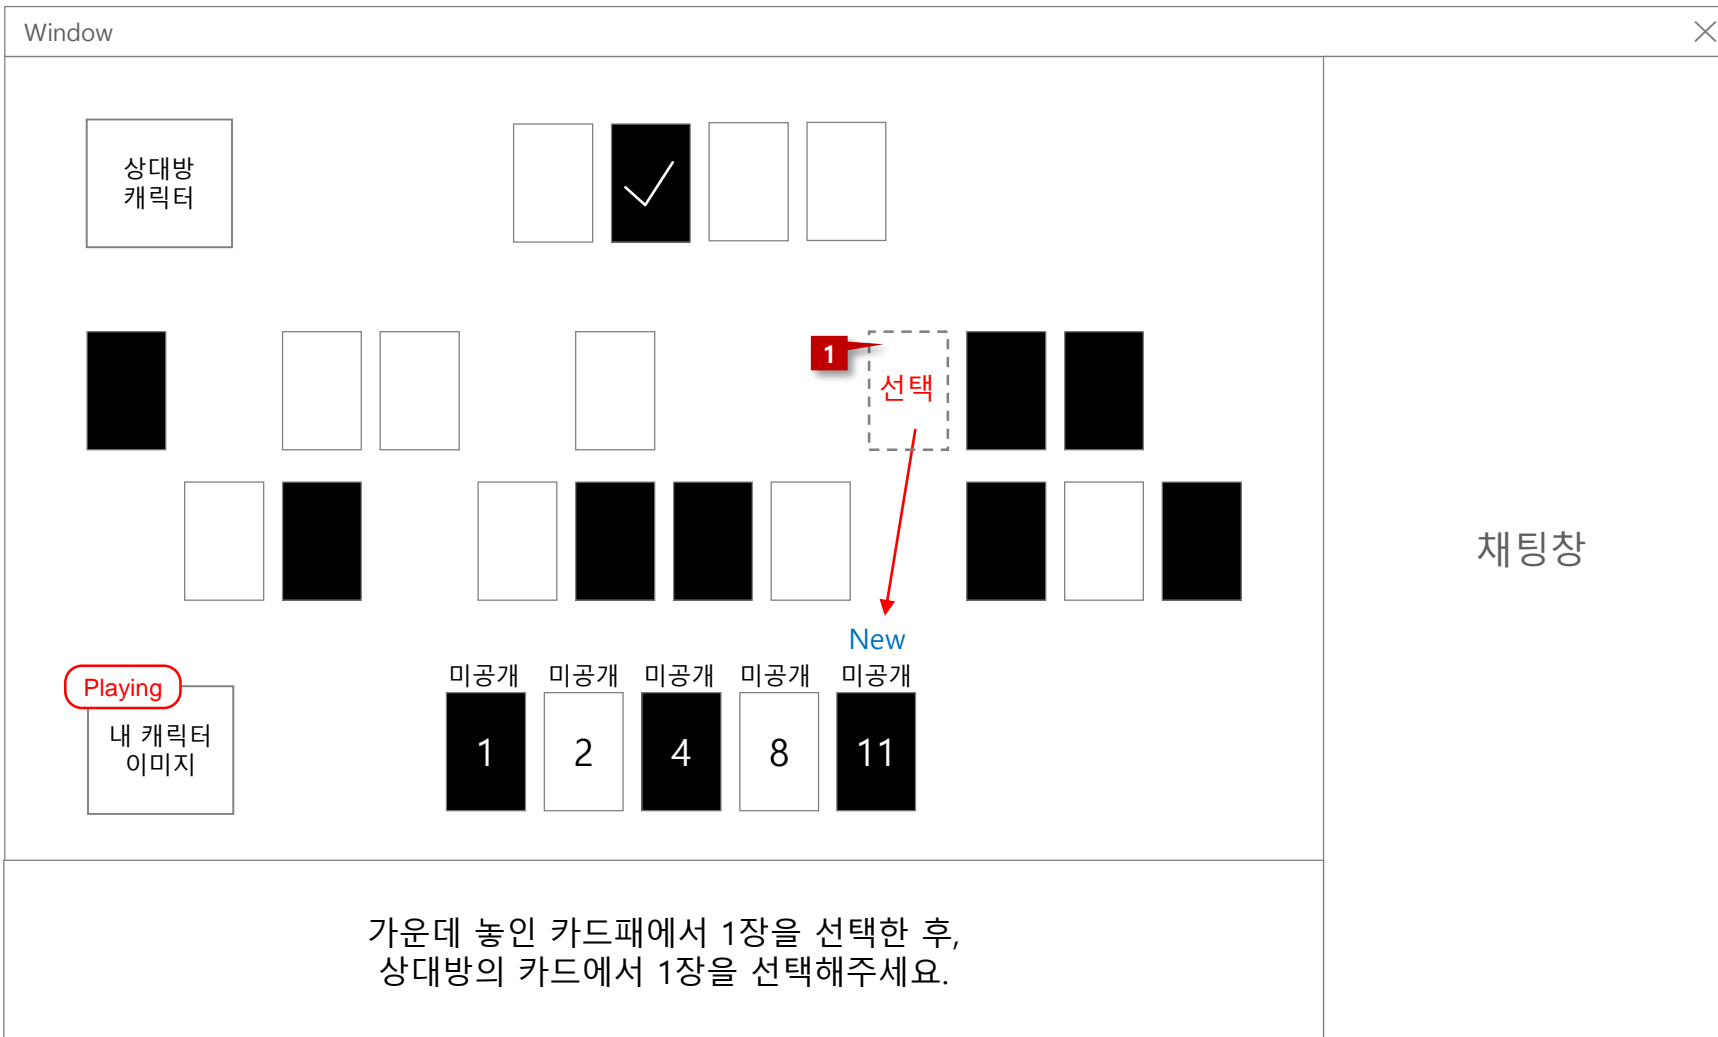 Window
상대방
캐릭터
1
선택
채팅창
New
미공개 미공개 미공개 미공개 미공개
Playing
내 캐릭터
이미지
1 2 4 8 11
가운데 놓인 카드패에서 1장을 선택한 후,
상대방의 카드에서 1장을 선택해주세요.